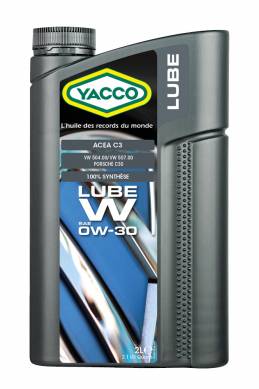 YACCO
L'huile des records du monde
LUBE
ACEA C3
VW 504.00/VW 507.00
PORSCHE C30
100% SYNTHÈSE
LUBE
W
SAE
0W-30
2L℮